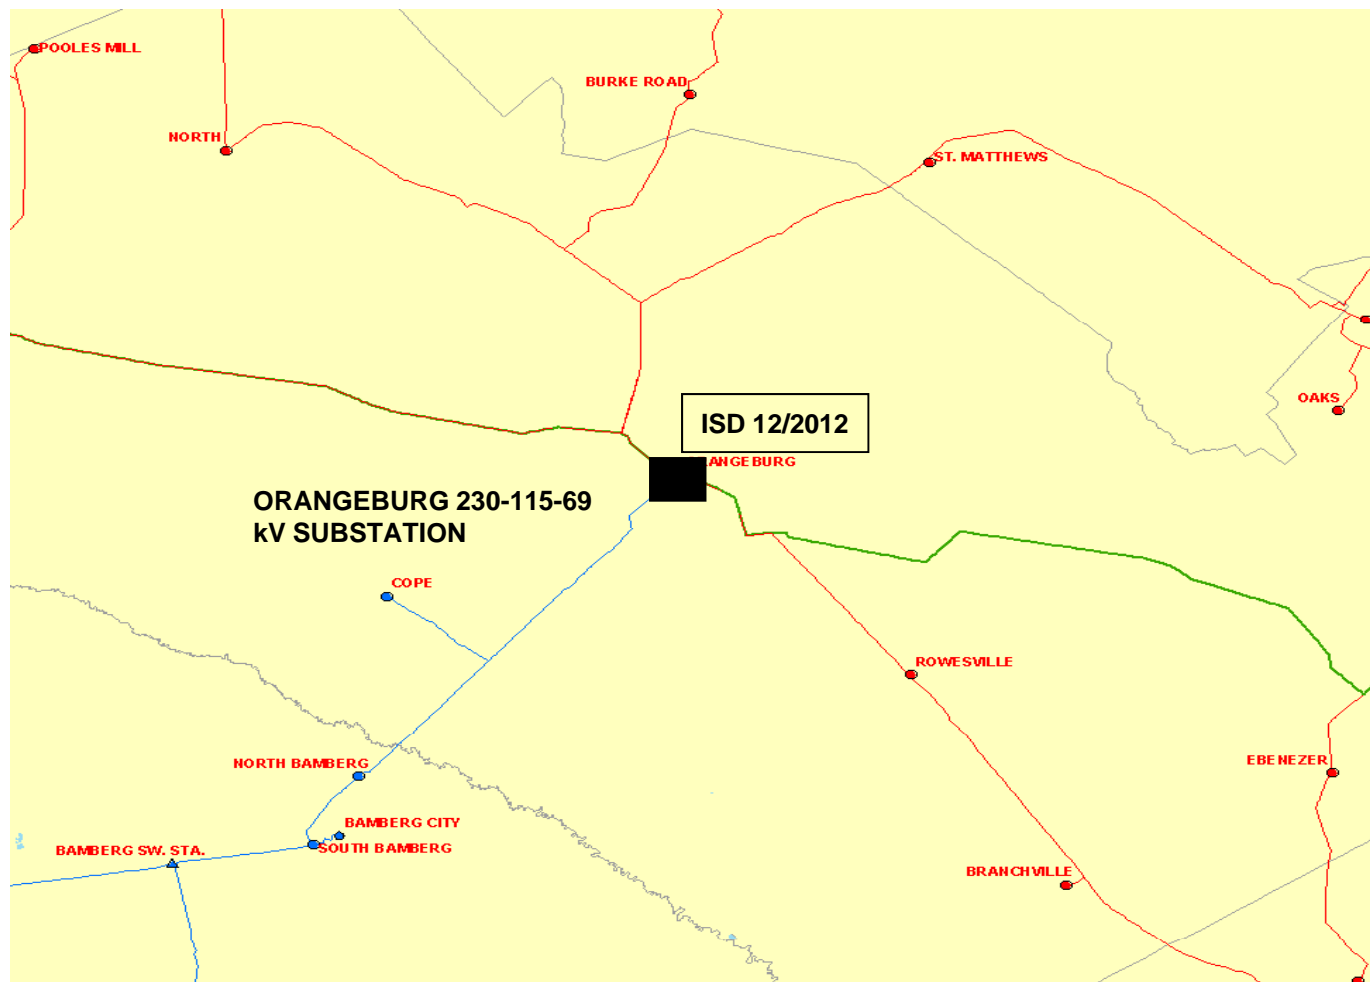 POOLES MILL
BURKE ROAD
NORTH
ST. MATTHEWS
OAKS
ISD 12/2012
RANGEBURG
ORANGEBURG 230-115-69
kV SUBSTATION
COPE
ROWESVILLE
NORTH BAMBERG
EBENEZER
BAMBERG CITY
BAMBERG SW. STA.
SOUTH BAMBERG
BRANCHVILLE